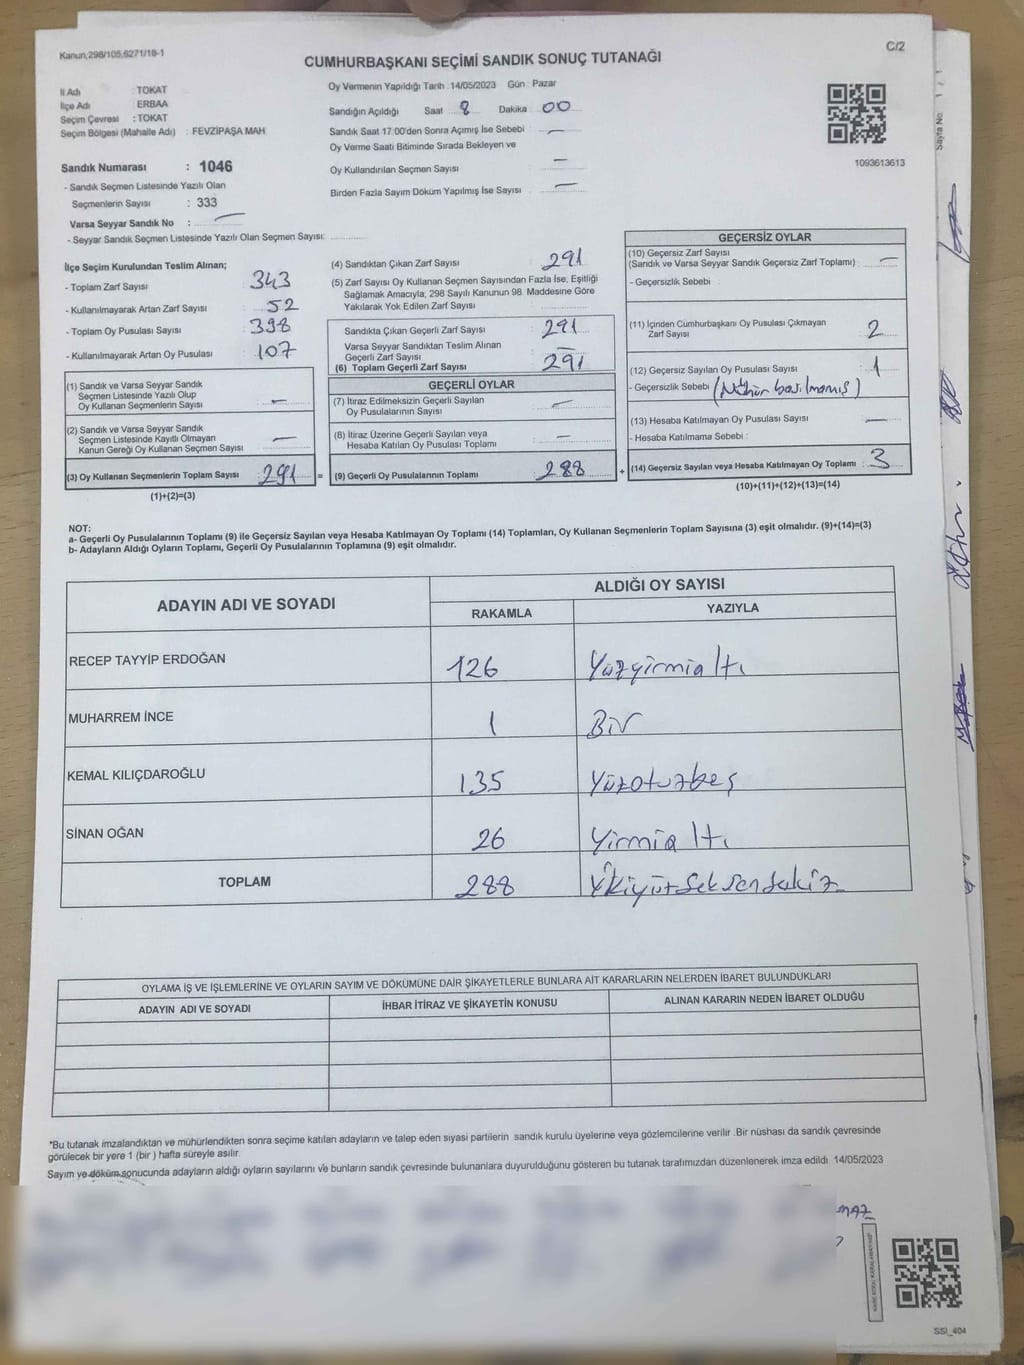 Kanun;298/105,6271/18-1
C/2
CUMHURBAŞKANI SEÇİMİ SANDIK SONUÇ TUTANAĞI
Oy Vermenin Yapıldığı Tarih : 14/05/2023 Gün : Pazar
İl Adı : TOKAT
İlçe Adı : ERBAA
Seçim Çevresi : TOKAT
Seçim Bölgesi (Mahalle Adı) : FEVZİPAŞA MAH
Sandık Numarası : 1046
- Sandık Seçmen Listesinde Yazılı Olan
Seçmenlerin Sayısı : 333
Varsa Seyyar Sandık No : —
- Seyyar Sandık Seçmen Listesinde Yazılı Olan Seçmen Sayısı:
Sandığın Açıldığı Saat 8 Dakika 00
Sandık Saat 17:00'den Sonra Açımış İse Sebebi —
Oy Verme Saati Bitiminde Sırada Bekleyen ve
Oy Kullandırılan Seçmen Sayısı —
Birden Fazla Sayım Döküm Yapılmış İse Sayısı —
1093613613
Sayfa No: 1 / 1
İlçe Seçim Kurulundan Teslim Alınan;
- Toplam Zarf Sayısı : 343
- Kullanılmayarak Artan Zarf Sayısı : 52
- Toplam Oy Pusulası Sayısı : 398
- Kullanılmayarak Artan Oy Pusulası : 107
(1) Sandık ve Varsa Seyyar Sandık
Seçmen Listesinde Yazılı Olup
Oy Kullanan Seçmenlerin Sayısı : —
(2) Sandık ve Varsa Seyyar Sandık
Seçmen Listesinde Kayıtlı Olmayan
Kanun Gereği Oy Kullanan Seçmen Sayısı : —
(3) Oy Kullanan Seçmenlerin Toplam Sayısı : 291 =
(1)+(2)=(3)
(4) Sandıktan Çıkan Zarf Sayısı 291
(5) Zarf Sayısı Oy Kullanan Seçmen Sayısından Fazla İse, Eşitliği
Sağlamak Amacıyla, 298 Sayılı Kanunun 98. Maddesine Göre
Yakılarak Yok Edilen Zarf Sayısı
Sandıkta Çıkan Geçerli Zarf Sayısı : 291
Varsa Seyyar Sandıktan Teslim Alınan
Geçerli Zarf Sayısı : —
(6) Toplam Geçerli Zarf Sayısı : 291
GEÇERLİ OYLAR
(7) İtiraz Edilmeksizin Geçerli Sayılan
Oy Pusulalarının Sayısı : —
(8) İtiraz Üzerine Geçerli Sayılan veya
Hesaba Katılan Oy Pusulası Toplamı : —
(9) Geçerli Oy Pusulalarının Toplamı : 288 +
GEÇERSİZ OYLAR
(10) Geçersiz Zarf Sayısı
(Sandık ve Varsa Seyyar Sandık Geçersiz Zarf Toplamı) : —
- Geçersizlik Sebebi :
(11) İçinden Cumhurbaşkanı Oy Pusulası Çıkmayan
Zarf Sayısı : 2
(12) Geçersiz Sayılan Oy Pusulası Sayısı : 1
- Geçersizlik Sebebi : (Mühür basılmamış)
(13) Hesaba Katılmayan Oy Pusulası Sayısı : —
- Hesaba Katılmama Sebebi :
(14) Geçersiz Sayılan veya Hesaba Katılmayan Oy Toplamı : 3
(10)+(11)+(12)+(13)=(14)
NOT:
a- Geçerli Oy Pusulalarının Toplamı (9) ile Geçersiz Sayılan veya Hesaba Katılmayan Oy Toplamı (14) Toplamları, Oy Kullanan Seçmenlerin Toplam Sayısına (3) eşit olmalıdır. (9)+(14)=(3)
b- Adayların Aldığı Oyların Toplamı, Geçerli Oy Pusulalarının Toplamına (9) eşit olmalıdır.
ADAYIN ADI VE SOYADI ALDIĞI OY SAYISI
RAKAMLA YAZIYLA
RECEP TAYYİP ERDOĞAN 126 Yüzyirmialtı
MUHARREM İNCE 1 Bir
KEMAL KILIÇDAROĞLU 135 Yüzotuzbeş
SİNAN OĞAN 26 Yirmialtı
TOPLAM 288 İkiyüzseksensekiz
OYLAMA İŞ VE İŞLEMLERİNE VE OYLARIN SAYIM VE DÖKÜMÜNE DAİR ŞİKAYETLERLE BUNLARA AİT KARARLARIN NELERDEN İBARET BULUNDUKLARI
ADAYIN ADI VE SOYADI İHBAR İTİRAZ VE ŞİKAYETİN KONUSU ALINAN KARARIN NEDEN İBARET OLDUĞU
*Bu tutanak imzalandıktan ve mühürlendikten sonra seçime katılan adayların ve talep eden siyasi partilerin sandık kurulu üyelerine veya gözlemcilerine verilir .Bir nüshası da sandık çevresinde
görülecek bir yere 1 (bir ) hafta süreyle asılır.
Sayım ve döküm sonucunda adayların aldığı oyların sayılarını ve bunların sandık çevresinde bulunanlara duyurulduğunu gösteren bu tutanak tarafımızdan düzenlenerek imza edildi 14/05/2023
SSI_404